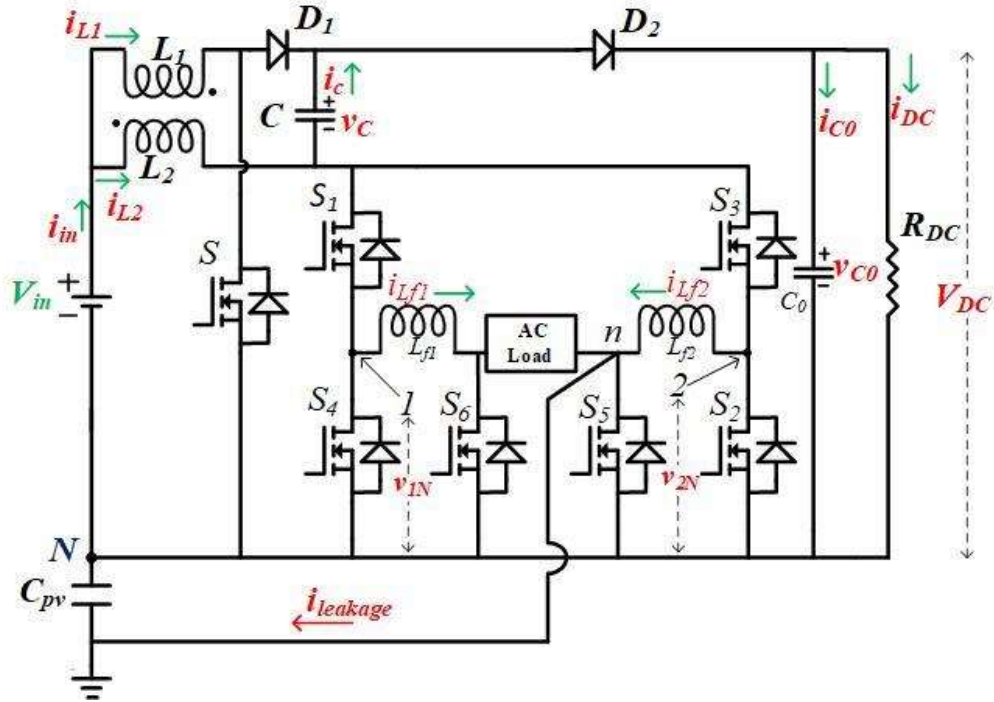 i_L1
L_1
D_1
D_2
i_c
C
+
−
v_C
i_C0
i_DC
L_2
i_L2
i_in
S_1
S_3
S
R_DC
V_in
+
−
i_Lf1
i_Lf2
+
−
v_C0
C_0
V_DC
L_f1
AC
Load
n
L_f2
1
2
S_4
S_6
S_5
S_2
v_1N
v_2N
N
C_pv
i_leakage